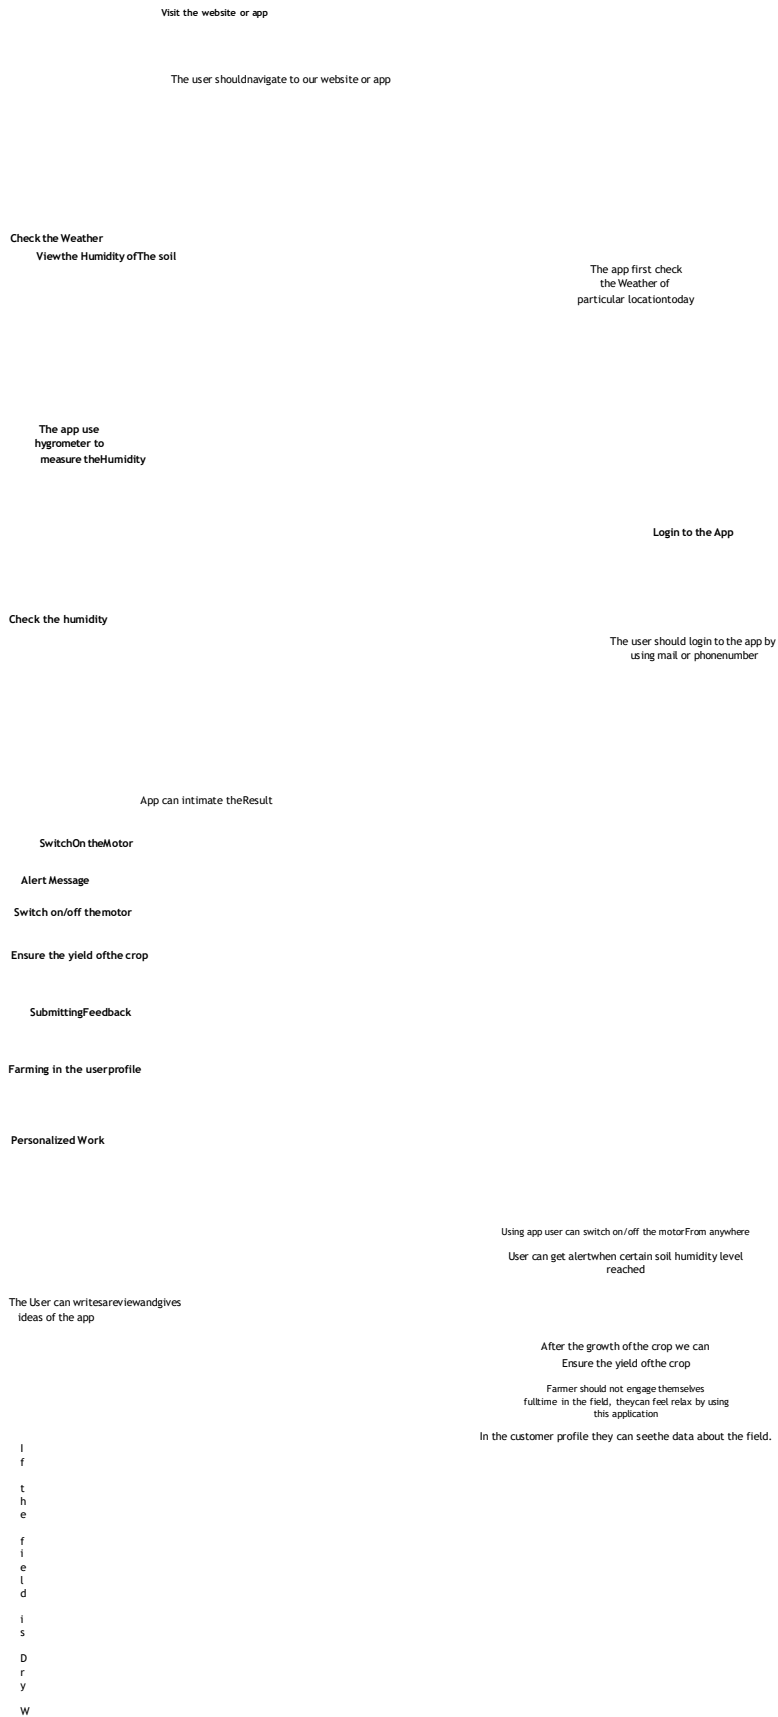 Visit the website or app
The user shouldnavigate to our website or app
Check the Weather
Viewthe Humidity ofThe soil
The app first check
the Weather of
particular locationtoday
The app use
hygrometer to
measure theHumidity
Login to the App
Check the humidity
The user should login to the app by
using mail or phonenumber
App can intimate theResult
SwitchOn theMotor
Alert Message
Switch on/off themotor
Ensure the yield ofthe crop
SubmittingFeedback
Farming in the userprofile
Personalized Work
Using app user can switch on/off the motorFrom anywhere
User can get alertwhen certain soil humidity level
reached
The User can writesareviewandgives
ideas of the app
After the growth ofthe crop we can
Ensure the yield ofthe crop
Farmer should not engage themselves
fulltime in the field, theycan feel relax by using
this application
In the customer profile they can seethe data about the field.
I
f
t
h
e
f
i
e
l
d
i
s
D
r
y
W